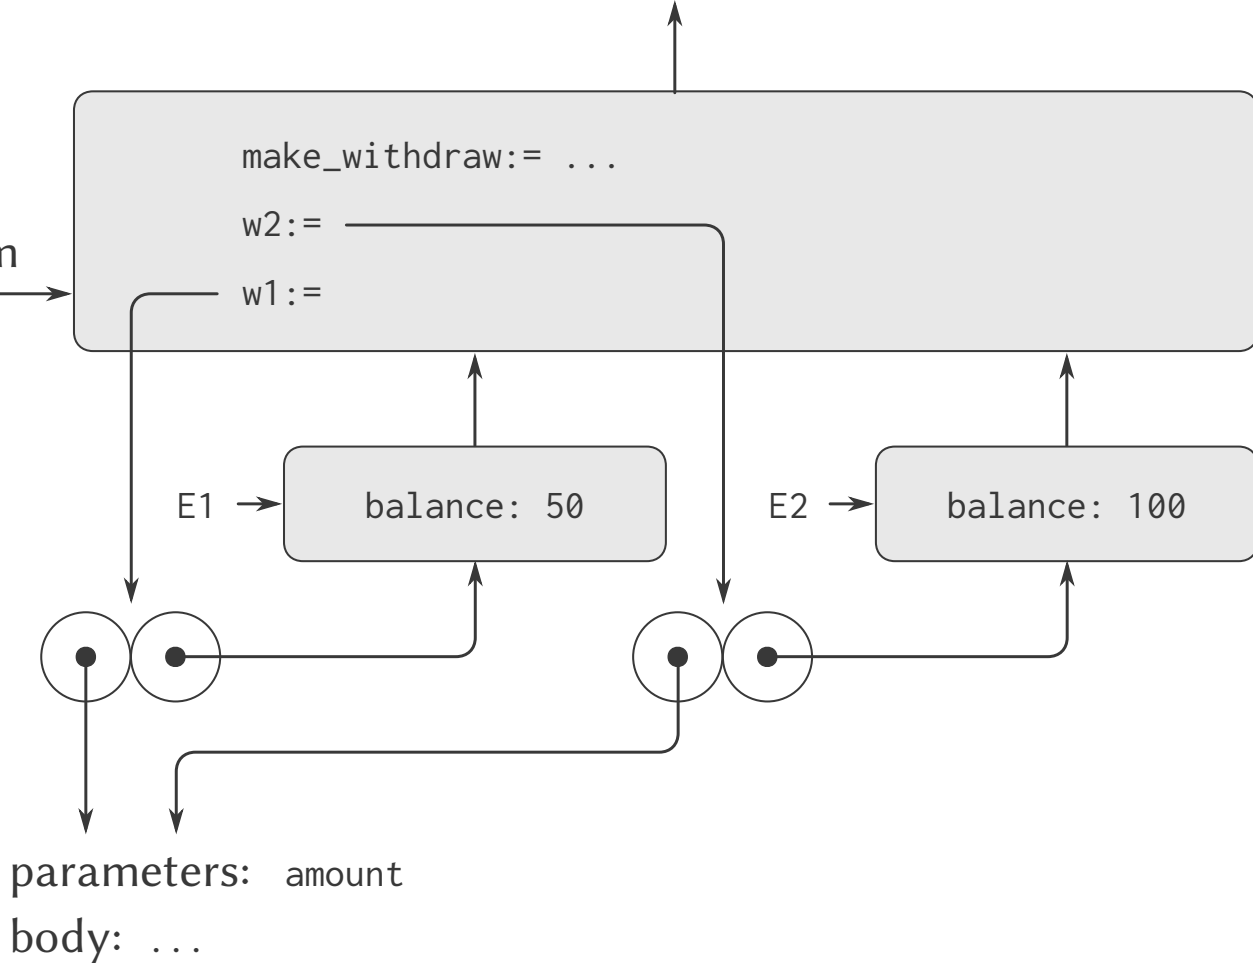 make_withdraw:= ...
w2:=
w1:=
E1
balance: 50
E2
balance: 100
parameters: amount
body: ...